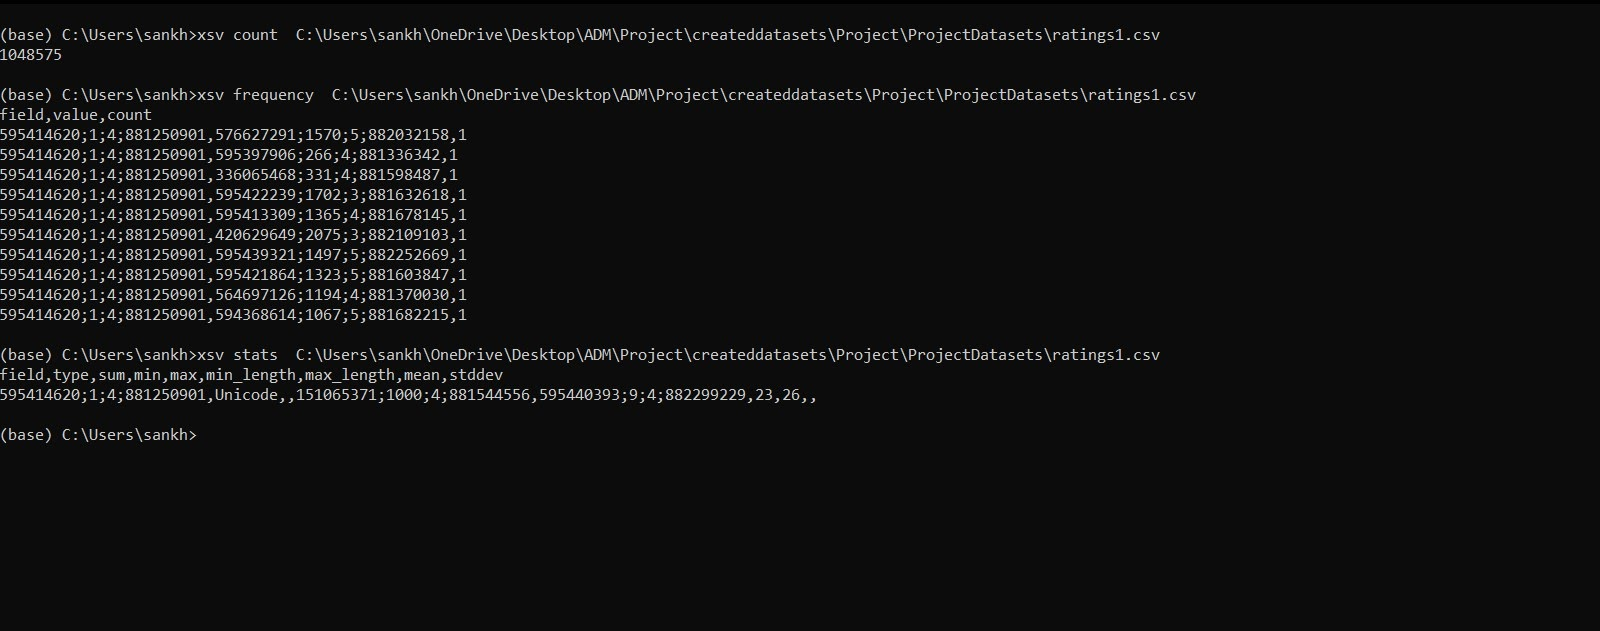 (base) C:\Users\sankh>xsv count  C:\Users\sankh\OneDrive\Desktop\ADM\Project\createddatasets\Project\ProjectDatasets\ratings1.csv
1048575
(base) C:\Users\sankh>xsv frequency  C:\Users\sankh\OneDrive\Desktop\ADM\Project\createddatasets\Project\ProjectDatasets\ratings1.csv
field,value,count
595414620;1;4;881250901,576627291;1570;5;882032158,1
595414620;1;4;881250901,595397906;266;4;881336342,1
595414620;1;4;881250901,336065468;331;4;881598487,1
595414620;1;4;881250901,595422239;1702;3;881632618,1
595414620;1;4;881250901,595413309;1365;4;881678145,1
595414620;1;4;881250901,420629649;2075;3;882109103,1
595414620;1;4;881250901,595439321;1497;5;882252669,1
595414620;1;4;881250901,595421864;1323;5;881603847,1
595414620;1;4;881250901,564697126;1194;4;881370030,1
595414620;1;4;881250901,594368614;1067;5;881682215,1
(base) C:\Users\sankh>xsv stats  C:\Users\sankh\OneDrive\Desktop\ADM\Project\createddatasets\Project\ProjectDatasets\ratings1.csv
field,type,sum,min,max,min_length,max_length,mean,stddev
595414620;1;4;881250901,Unicode,,151065371;1000;4;881544556,595440393;9;4;882299229,23,26,,
(base) C:\Users\sankh>